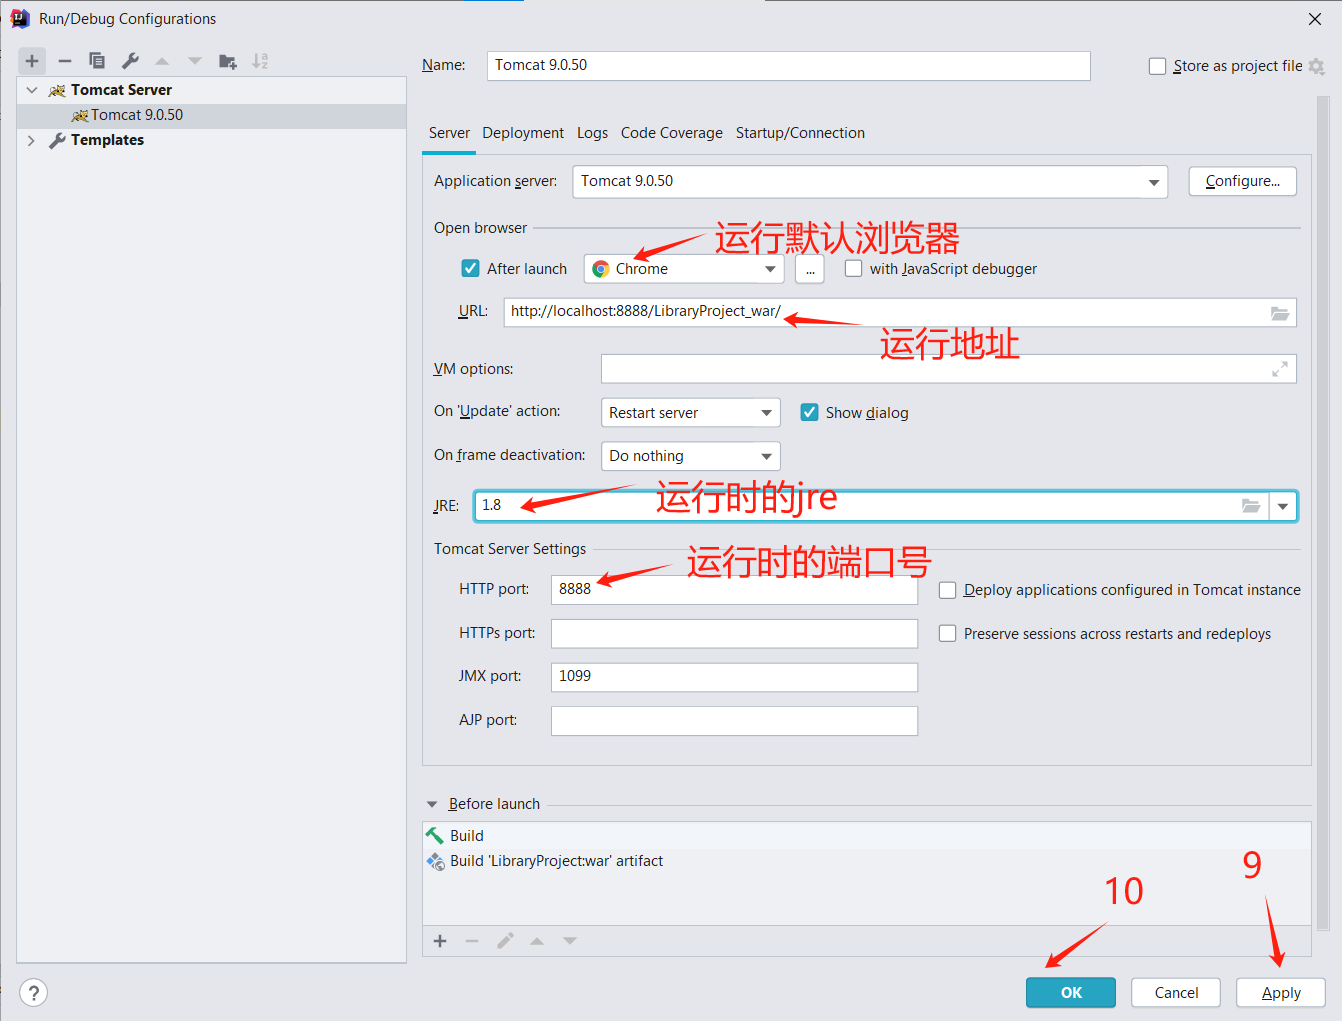 Run/Debug Configurations
Name: Tomcat 9.0.50 Store as project file
Tomcat Server
Tomcat 9.0.50
Templates
Server Deployment Logs Code Coverage Startup/Connection
Application server: Tomcat 9.0.50 Configure...
Open browser
运行默认浏览器
After launch Chrome ... with JavaScript debugger
URL: http://localhost:8888/LibraryProject_war/
运行地址
VM options:
On 'Update' action: Restart server Show dialog
On frame deactivation: Do nothing
JRE: 1.8
运行时的jre
Tomcat Server Settings
运行时的端口号
HTTP port: 8888 Deploy applications configured in Tomcat instance
HTTPs port: Preserve sessions across restarts and redeploys
JMX port: 1099
AJP port:
Before launch
Build
Build 'LibraryProject:war' artifact
9
10
? OK Cancel Apply